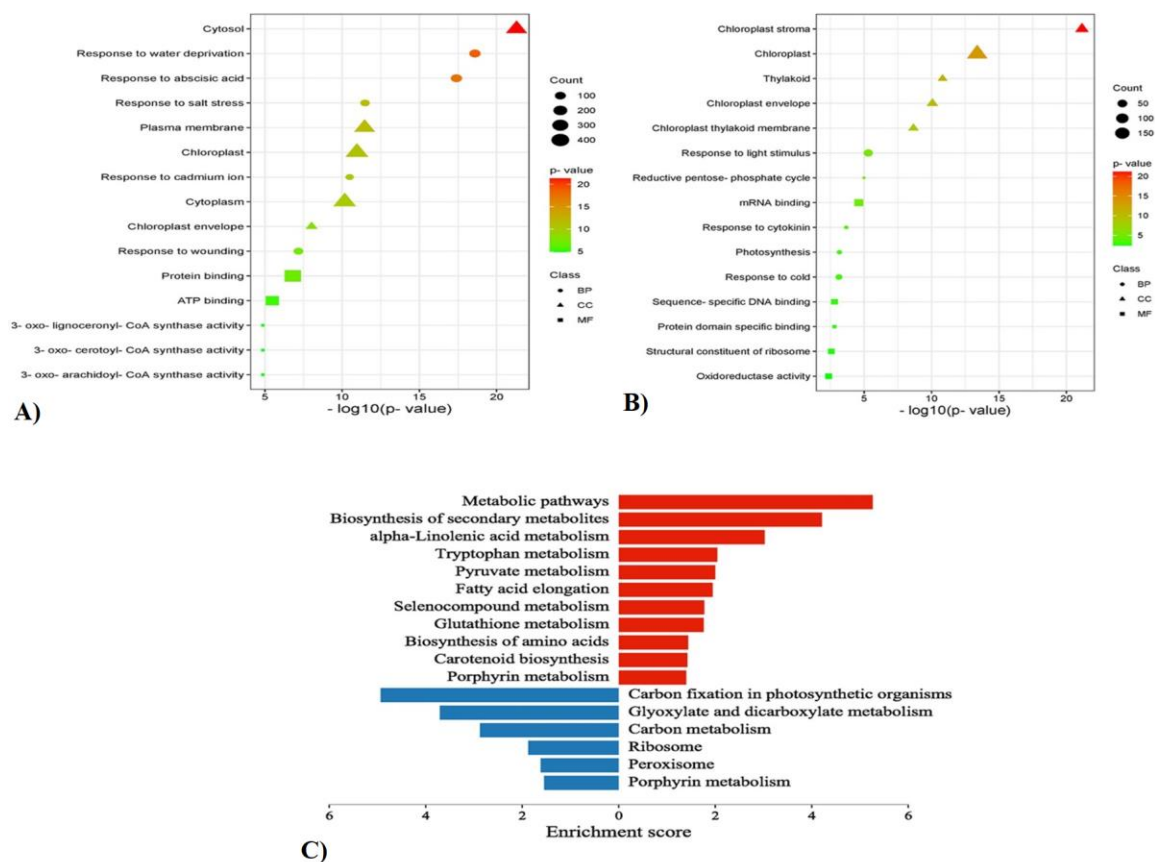 Cytosol
Response to water deprivation
Response to abscisic acid
Response to salt stress
Plasma membrane
Chloroplast
Response to cadmium ion
Cytoplasm
Chloroplast envelope
Response to wounding
Protein binding
ATP binding
3- oxo- lignoceronyl- CoA synthase activity
3- oxo- cerotoyl- CoA synthase activity
3- oxo- arachidoyl- CoA synthase activity
5 10 15 20
- log10(p- value)
Count
100
200
300
400
p- value
20
15
10
5
Class
BP
CC
MF
A)
Chloroplast stroma
Chloroplast
Thylakoid
Chloroplast envelope
Chloroplast thylakoid membrane
Response to light stimulus
Reductive pentose- phosphate cycle
mRNA binding
Response to cytokinin
Photosynthesis
Response to cold
Sequence- specific DNA binding
Protein domain specific binding
Structural constituent of ribosome
Oxidoreductase activity
5 10 15 20
- log10(p- value)
Count
50
100
150
p- value
20
15
10
5
Class
BP
CC
MF
B)
Metabolic pathways
Biosynthesis of secondary metabolites
alpha-Linolenic acid metabolism
Tryptophan metabolism
Pyruvate metabolism
Fatty acid elongation
Selenocompound metabolism
Glutathione metabolism
Biosynthesis of amino acids
Carotenoid biosynthesis
Porphyrin metabolism
Carbon fixation in photosynthetic organisms
Glyoxylate and dicarboxylate metabolism
Carbon metabolism
Ribosome
Peroxisome
Porphyrin metabolism
6 4 2 0 2 4 6
Enrichment score
C)